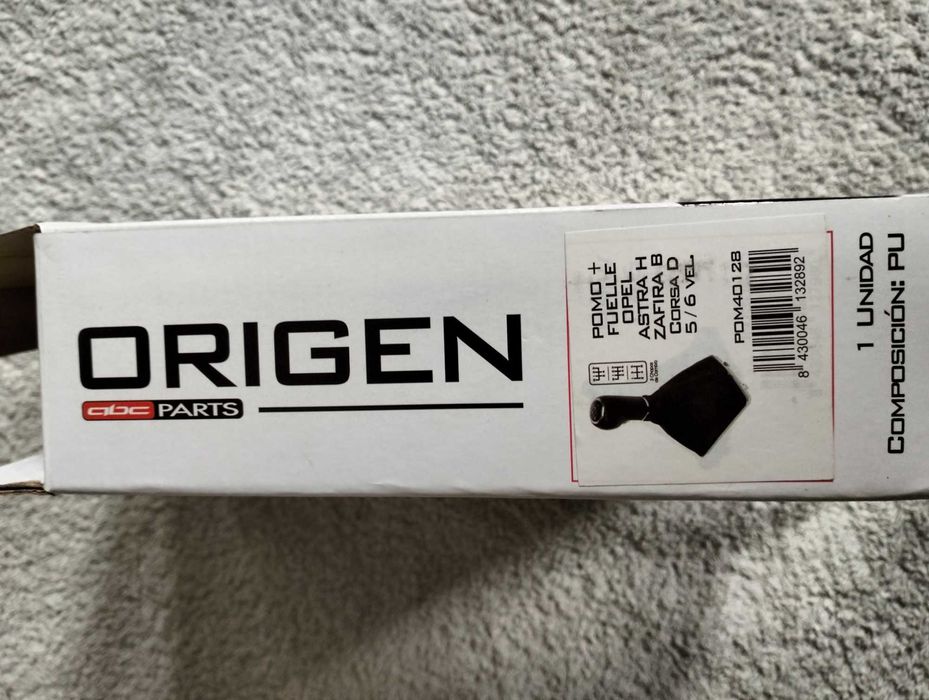 ORIGEN
abc PARTS
POMO +
FUELLE
OPEL
ASTRA H
ZAFIRA B
CORSA D
5 / 6 VEL.
POM4012B
8 430046 132892
1 UNIDAD
COMPOSICIÓN: PU